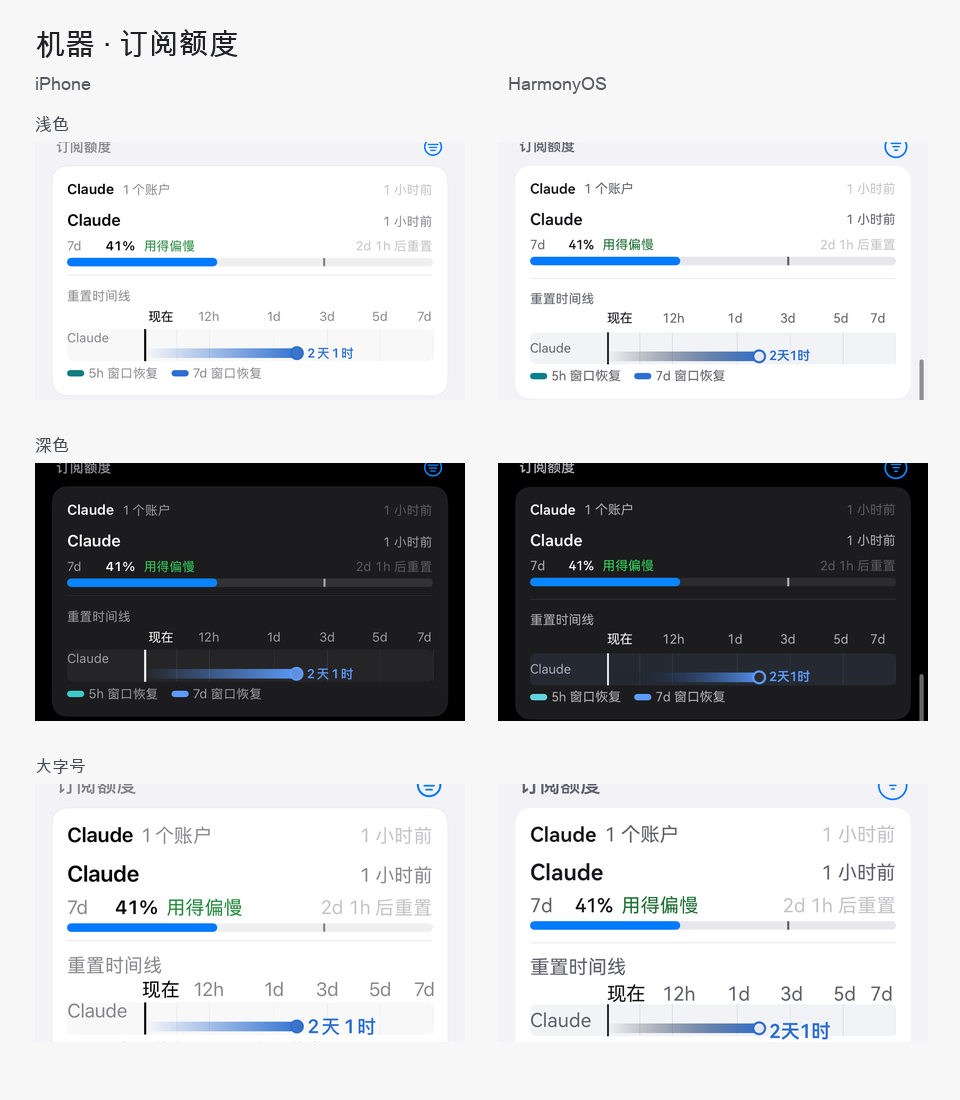 机器 · 订阅额度
iPhone
HarmonyOS
浅色
订阅额度
Claude 1 个账户 1 小时前
Claude 1 小时前
7d 41% 用得偏慢 2d 1h 后重置
重置时间线
现在 12h 1d 3d 5d 7d
Claude 2天1时
5h 窗口恢复 7d 窗口恢复
订阅额度
Claude 1 个账户 1 小时前
Claude 1 小时前
7d 41% 用得偏慢 2d 1h 后重置
重置时间线
现在 12h 1d 3d 5d 7d
Claude 2天1时
5h 窗口恢复 7d 窗口恢复
深色
订阅额度
Claude 1 个账户 1 小时前
Claude 1 小时前
7d 41% 用得偏慢 2d 1h 后重置
重置时间线
现在 12h 1d 3d 5d 7d
Claude 2天1时
5h 窗口恢复 7d 窗口恢复
订阅额度
Claude 1 个账户 1 小时前
Claude 1 小时前
7d 41% 用得偏慢 2d 1h 后重置
重置时间线
现在 12h 1d 3d 5d 7d
Claude 2天1时
5h 窗口恢复 7d 窗口恢复
大字号
订阅额度
Claude 1 个账户 1 小时前
Claude 1 小时前
7d 41% 用得偏慢 2d 1h 后重置
重置时间线
现在 12h 1d 3d 5d 7d
Claude 2天1时
订阅额度
Claude 1 个账户 1 小时前
Claude 1 小时前
7d 41% 用得偏慢 2d 1h 后重置
重置时间线
现在 12h 1d 3d 5d 7d
Claude 2天1时